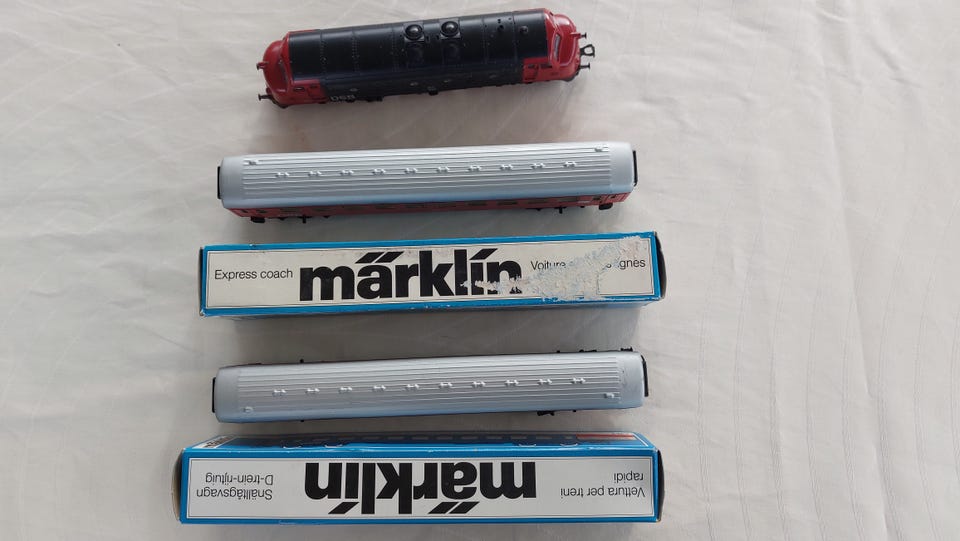 DSB
Express coach
märklin
Voiture
gnes
Vettura per treni
rapidi
märklin
Snälltågsvagn
D-trein-rijtuig